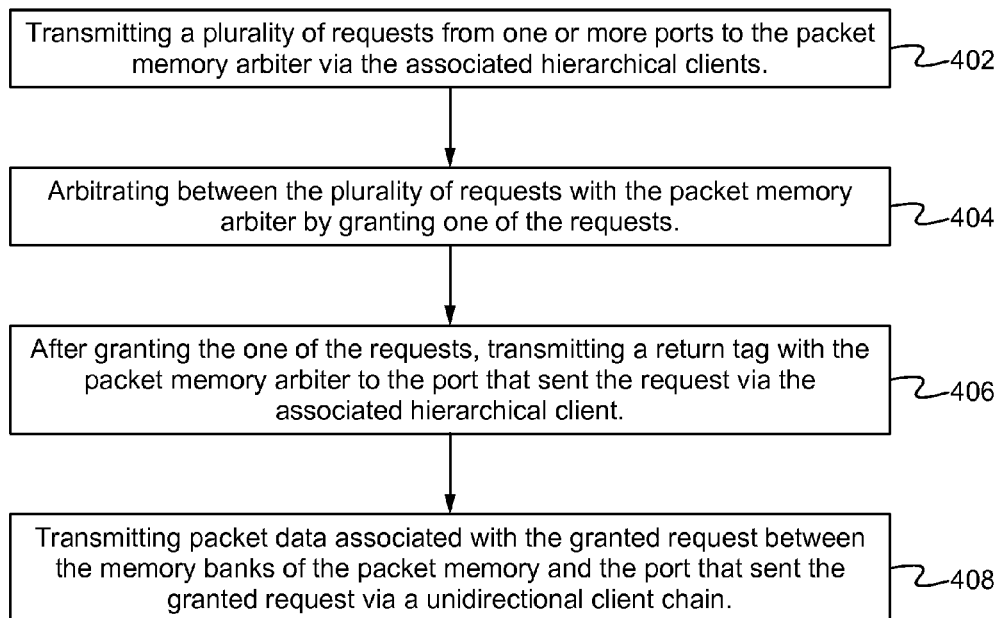 Transmitting a plurality of requests from one or more ports to the packet
memory arbiter via the associated hierarchical clients.
402
Arbitrating between the plurality of requests with the packet memory
arbiter by granting one of the requests.
404
After granting the one of the requests, transmitting a return tag with the
packet memory arbiter to the port that sent the request via the
associated hierarchical client.
406
Transmitting packet data associated with the granted request between
the memory banks of the packet memory and the port that sent the
granted request via a unidirectional client chain.
408